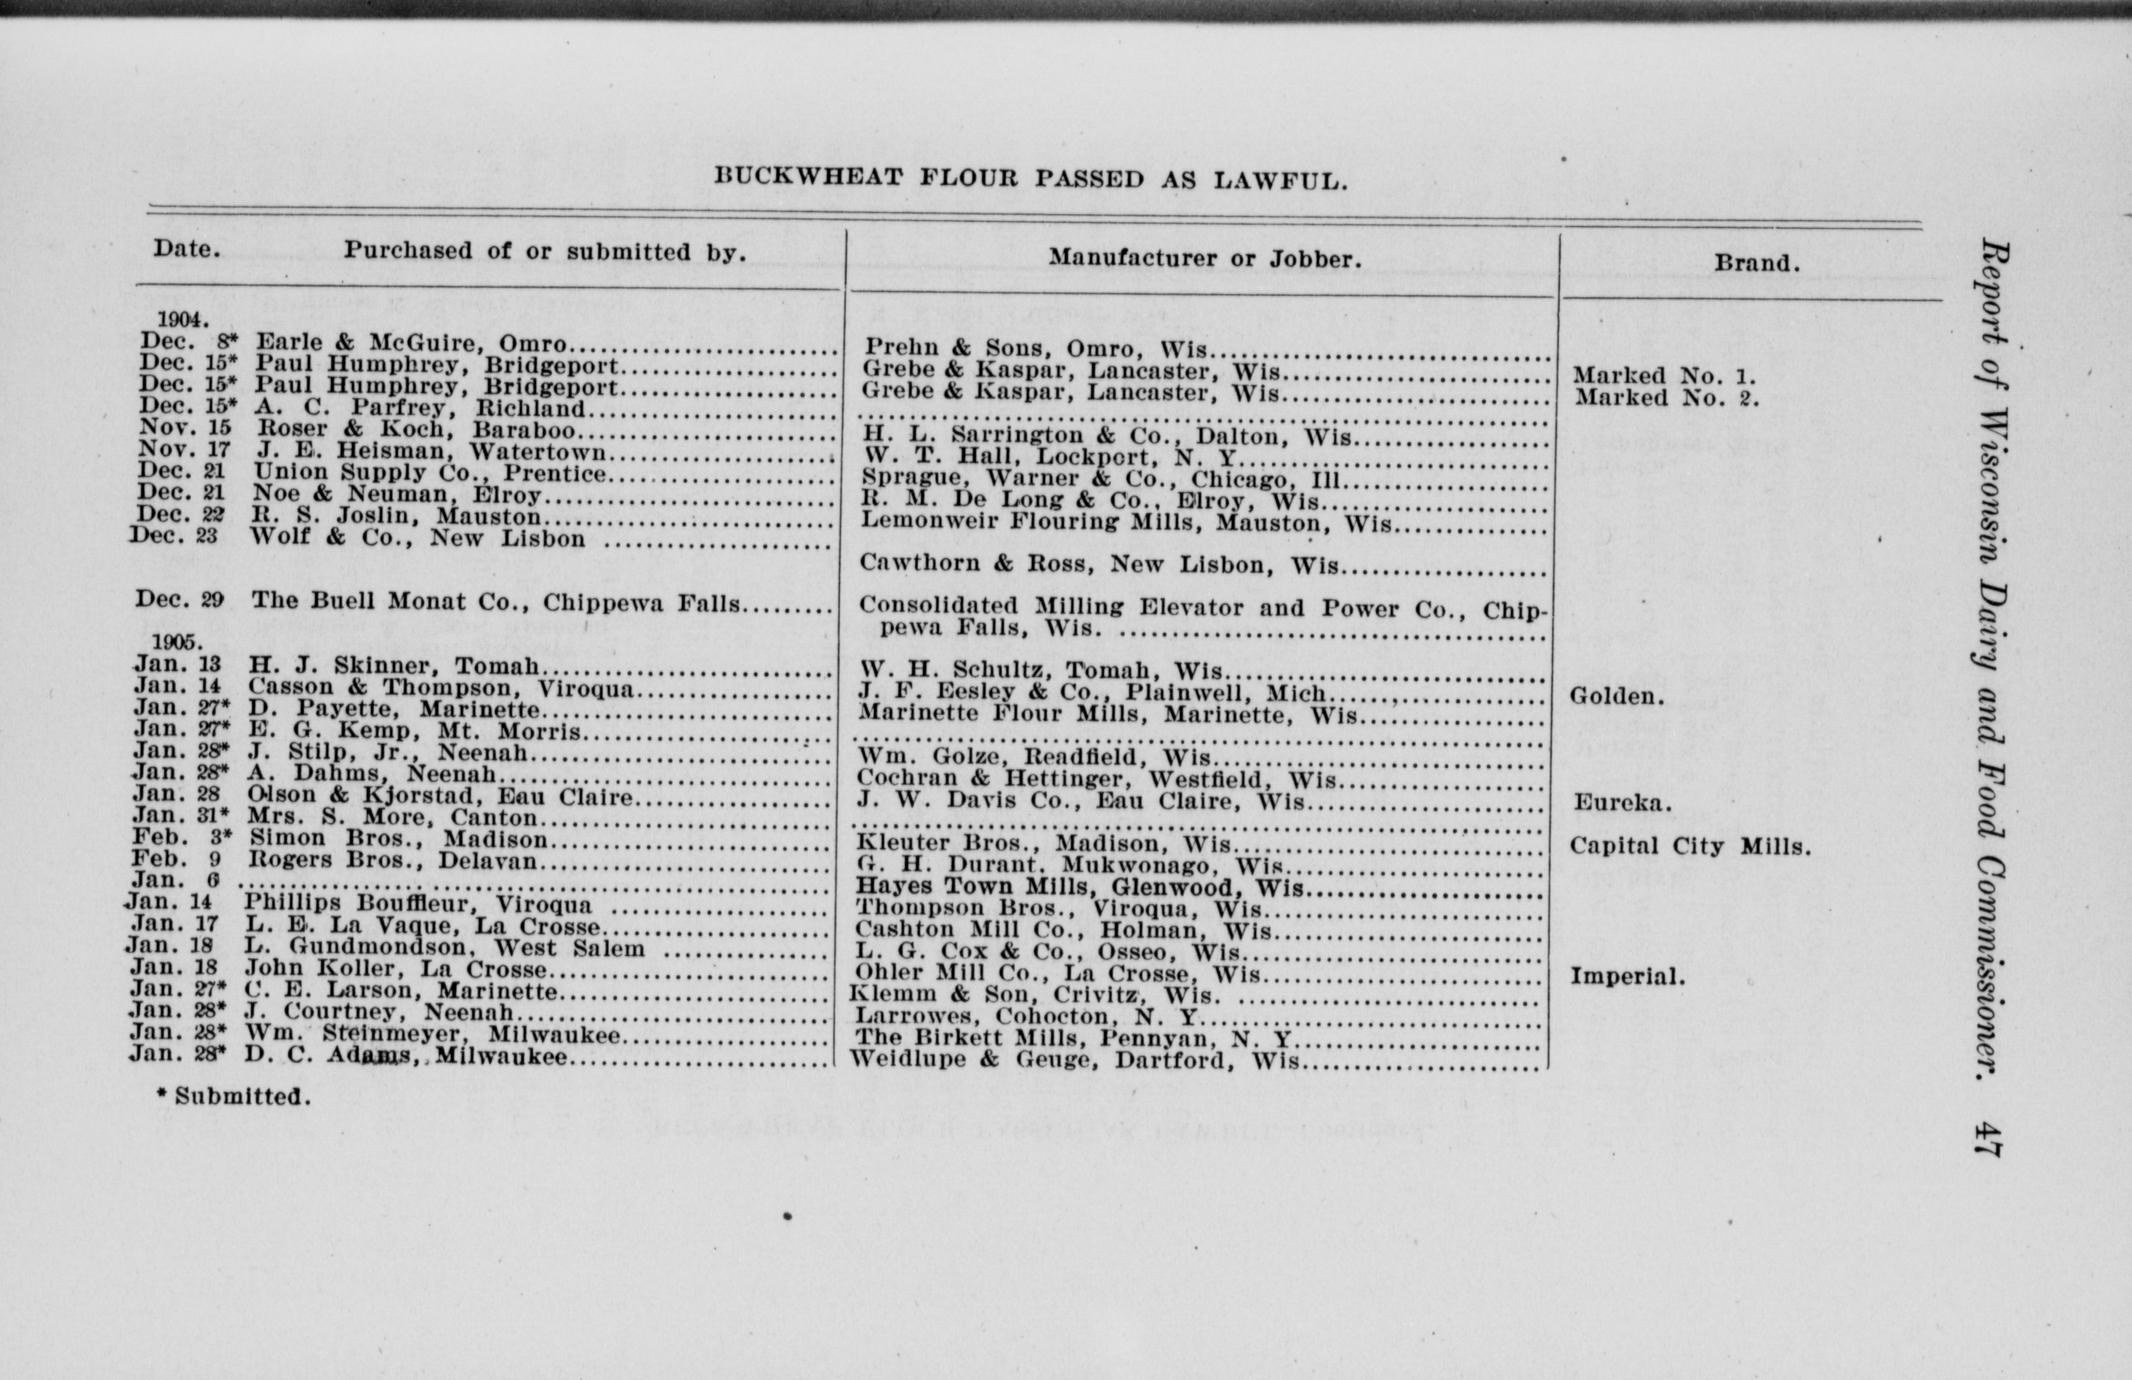 BUCKWHEAT FLOUR PASSED AS LAWFUL.
Date. Purchased of or submitted by. Manufacturer or Jobber. Brand.
1904.
Dec. 8* Earle & McGuire, Omro Prehn & Sons, Omro, Wis.
Dec. 15* Paul Humphrey, Bridgeport Grebe & Kaspar, Lancaster, Wis. Marked No. 1.
Dec. 15* Paul Humphrey, Bridgeport Grebe & Kaspar, Lancaster, Wis. Marked No. 2.
Dec. 15* A. C. Parfrey, Richland
Nov. 15 Roser & Koch, Baraboo H. L. Sarrington & Co., Dalton, Wis.
Nov. 17 J. E. Heisman, Watertown W. T. Hall, Lockport, N. Y.
Dec. 21 Union Supply Co., Prentice Sprague, Warner & Co., Chicago, Ill.
Dec. 21 Noe & Neuman, Elroy R. M. De Long & Co., Elroy, Wis.
Dec. 22 R. S. Joslin, Mauston Lemonweir Flouring Mills, Mauston, Wis.
Dec. 23 Wolf & Co., New Lisbon
Cawthorn & Ross, New Lisbon, Wis.
Dec. 29 The Buell Monat Co., Chippewa Falls Consolidated Milling Elevator and Power Co., Chip-
pewa Falls, Wis.
1905.
Jan. 13 H. J. Skinner, Tomah W. H. Schultz, Tomah, Wis.
Jan. 14 Casson & Thompson, Viroqua J. F. Eesley & Co., Plainwell, Mich. Golden.
Jan. 27* D. Payette, Marinette Marinette Flour Mills, Marinette, Wis.
Jan. 27* E. G. Kemp, Mt. Morris
Jan. 28* J. Stilp, Jr., Neenah Wm. Golze, Readfield, Wis.
Jan. 28* A. Dahms, Neenah Cochran & Hettinger, Westfield, Wis.
Jan. 28 Olson & Kjorstad, Eau Claire J. W. Davis Co., Eau Claire, Wis. Eureka.
Jan. 31* Mrs. S. More, Canton
Feb. 3* Simon Bros., Madison Kleuter Bros., Madison, Wis. Capital City Mills.
Feb. 9 Rogers Bros., Delavan G. H. Durant. Mukwonago, Wis.
Jan. 6 Hayes Town Mills, Glenwood, Wis.
Jan. 14 Phillips Bouffleur, Viroqua Thompson Bros., Viroqua, Wis.
Jan. 17 L. E. La Vaque, La Crosse Cashton Mill Co., Holman, Wis.
Jan. 18 L. Gundmondson, West Salem L. G. Cox & Co., Osseo, Wis.
Jan. 18 John Koller, La Crosse Ohler Mill Co., La Crosse, Wis. Imperial.
Jan. 27* C. E. Larson, Marinette Klemm & Son, Crivitz, Wis.
Jan. 28* J. Courtney, Neenah Larrowes, Cohocton, N. Y.
Jan. 28* Wm. Steinmeyer, Milwaukee The Birkett Mills, Pennyan, N. Y.
Jan. 28* D. C. Adams, Milwaukee Weidlupe & Geuge, Dartford, Wis.
* Submitted.
Report of Wisconsin Dairy and Food Commissioner. 47